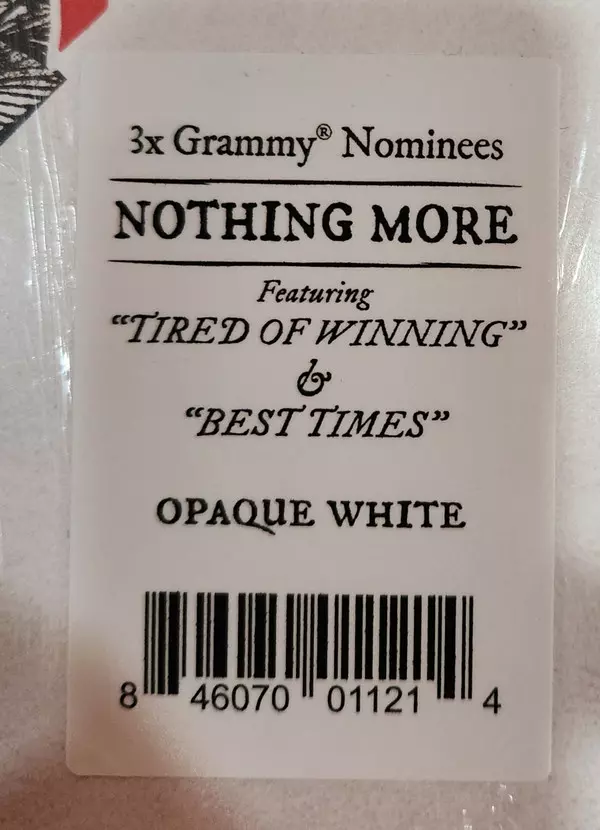 3x Grammy® Nominees
NOTHING MORE
Featuring
“TIRED OF WINNING”
&
“BEST TIMES”
OPAQUE WHITE
8 46070 01121 4